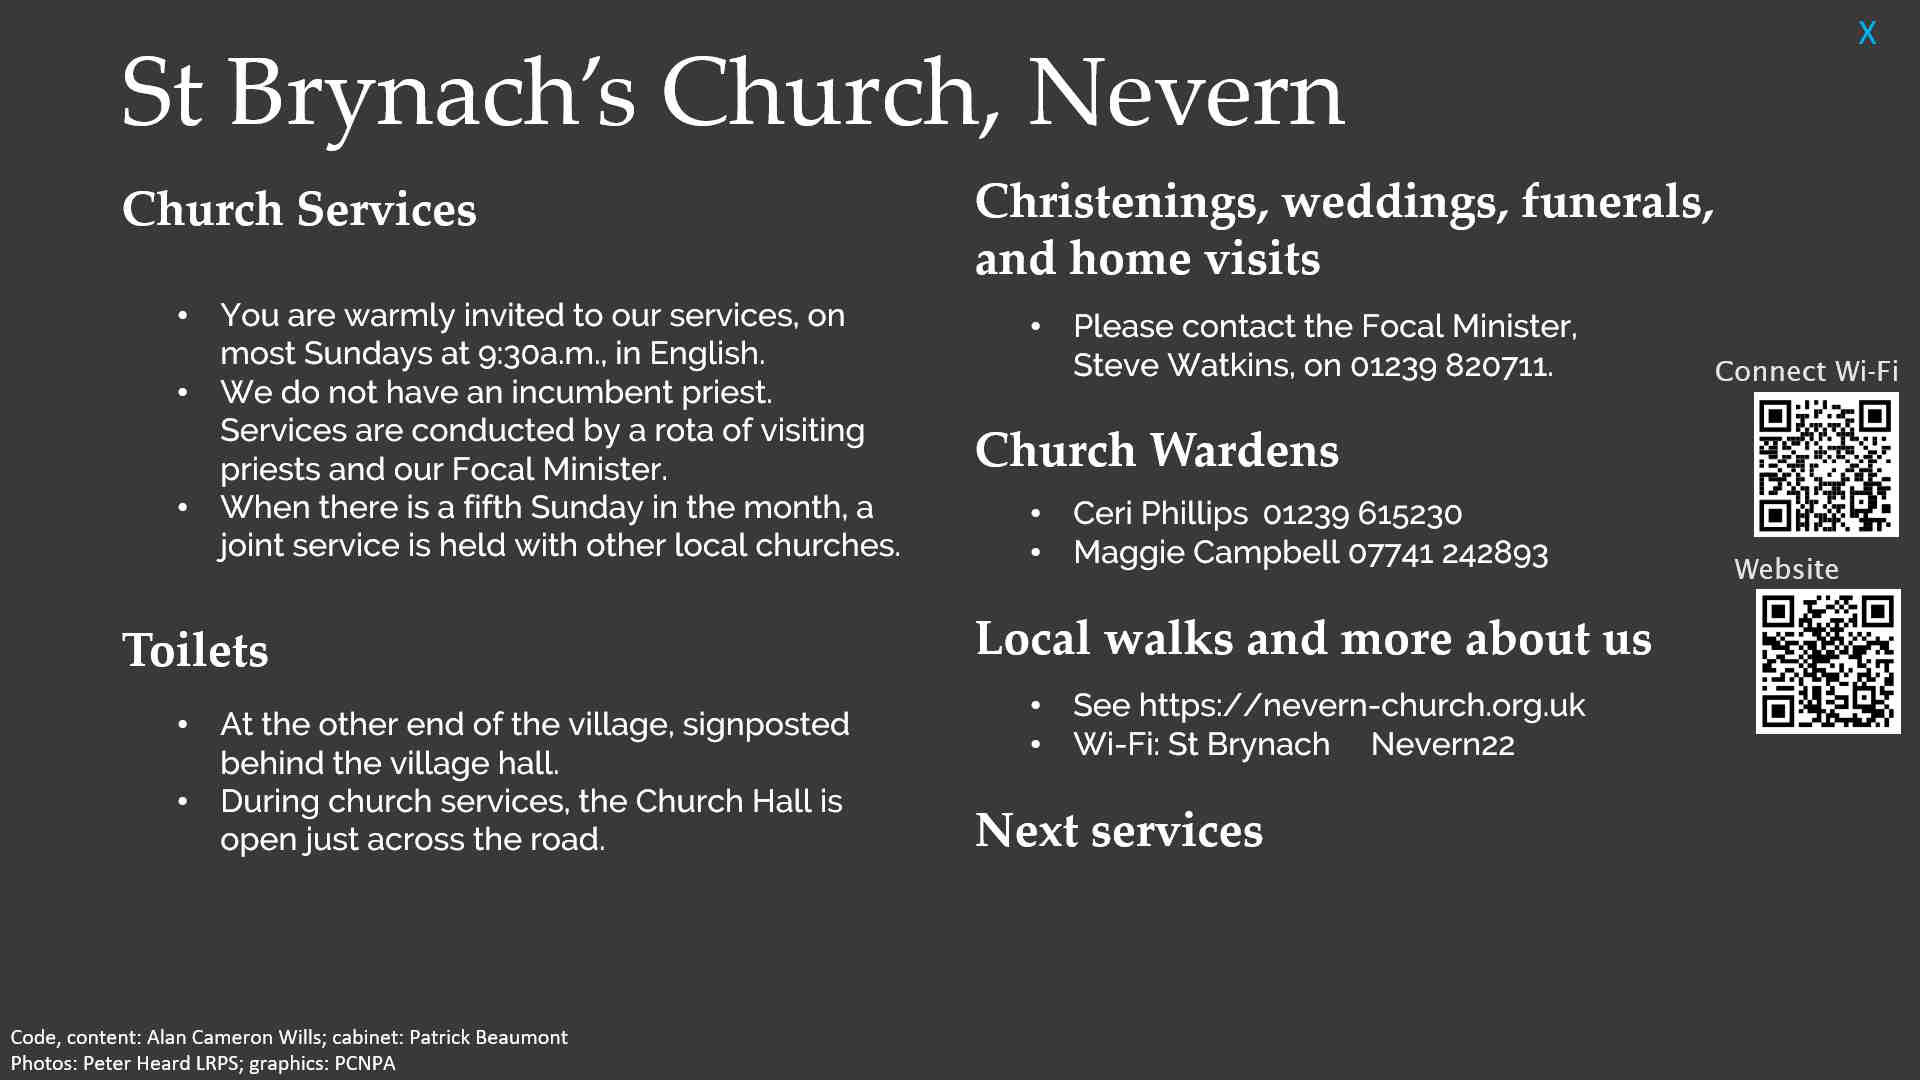 X
St Brynach’s Church, Nevern
Church Services
• You are warmly invited to our services, on
most Sundays at 9:30a.m., in English.
• We do not have an incumbent priest.
Services are conducted by a rota of visiting
priests and our Focal Minister.
• When there is a fifth Sunday in the month, a
joint service is held with other local churches.
Toilets
• At the other end of the village, signposted
behind the village hall.
• During church services, the Church Hall is
open just across the road.
Christenings, weddings, funerals,
and home visits
• Please contact the Focal Minister,
Steve Watkins, on 01239 820711.
Church Wardens
• Ceri Phillips 01239 615230
• Maggie Campbell 07741 242893
Local walks and more about us
• See https://nevern-church.org.uk
• Wi-Fi: St Brynach Nevern22
Next services
Connect Wi-Fi
Website
Code, content: Alan Cameron Wills; cabinet: Patrick Beaumont
Photos: Peter Heard LRPS; graphics: PCNPA